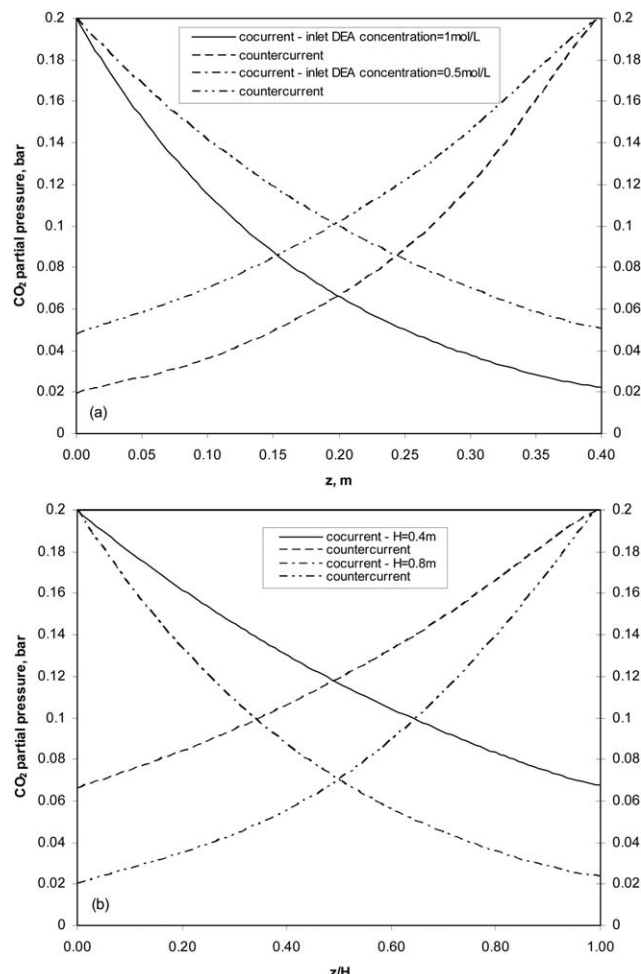 0.2
0.18
0.16
0.14
0.12
0.1
0.08
0.06
0.04
0.02
0
CO2 partial pressure, bar
cocurrent - inlet DEA concentration=1mol/L
countercurrent
cocurrent - inlet DEA concentration=0.5mol/L
countercurrent
(a)
0.2
0.18
0.16
0.14
0.12
0.1
0.08
0.06
0.04
0.02
0
0.00 0.05 0.10 0.15 0.20 0.25 0.30 0.35 0.40
z, m
0.2
0.18
0.16
0.14
0.12
0.1
0.08
0.06
0.04
0.02
0
CO2 partial pressure, bar
cocurrent - H=0.4m
countercurrent
cocurrent - H=0.8m
countercurrent
(b)
0.2
0.18
0.16
0.14
0.12
0.1
0.08
0.06
0.04
0.02
0
0.00 0.20 0.40 0.60 0.80 1.00
z/H